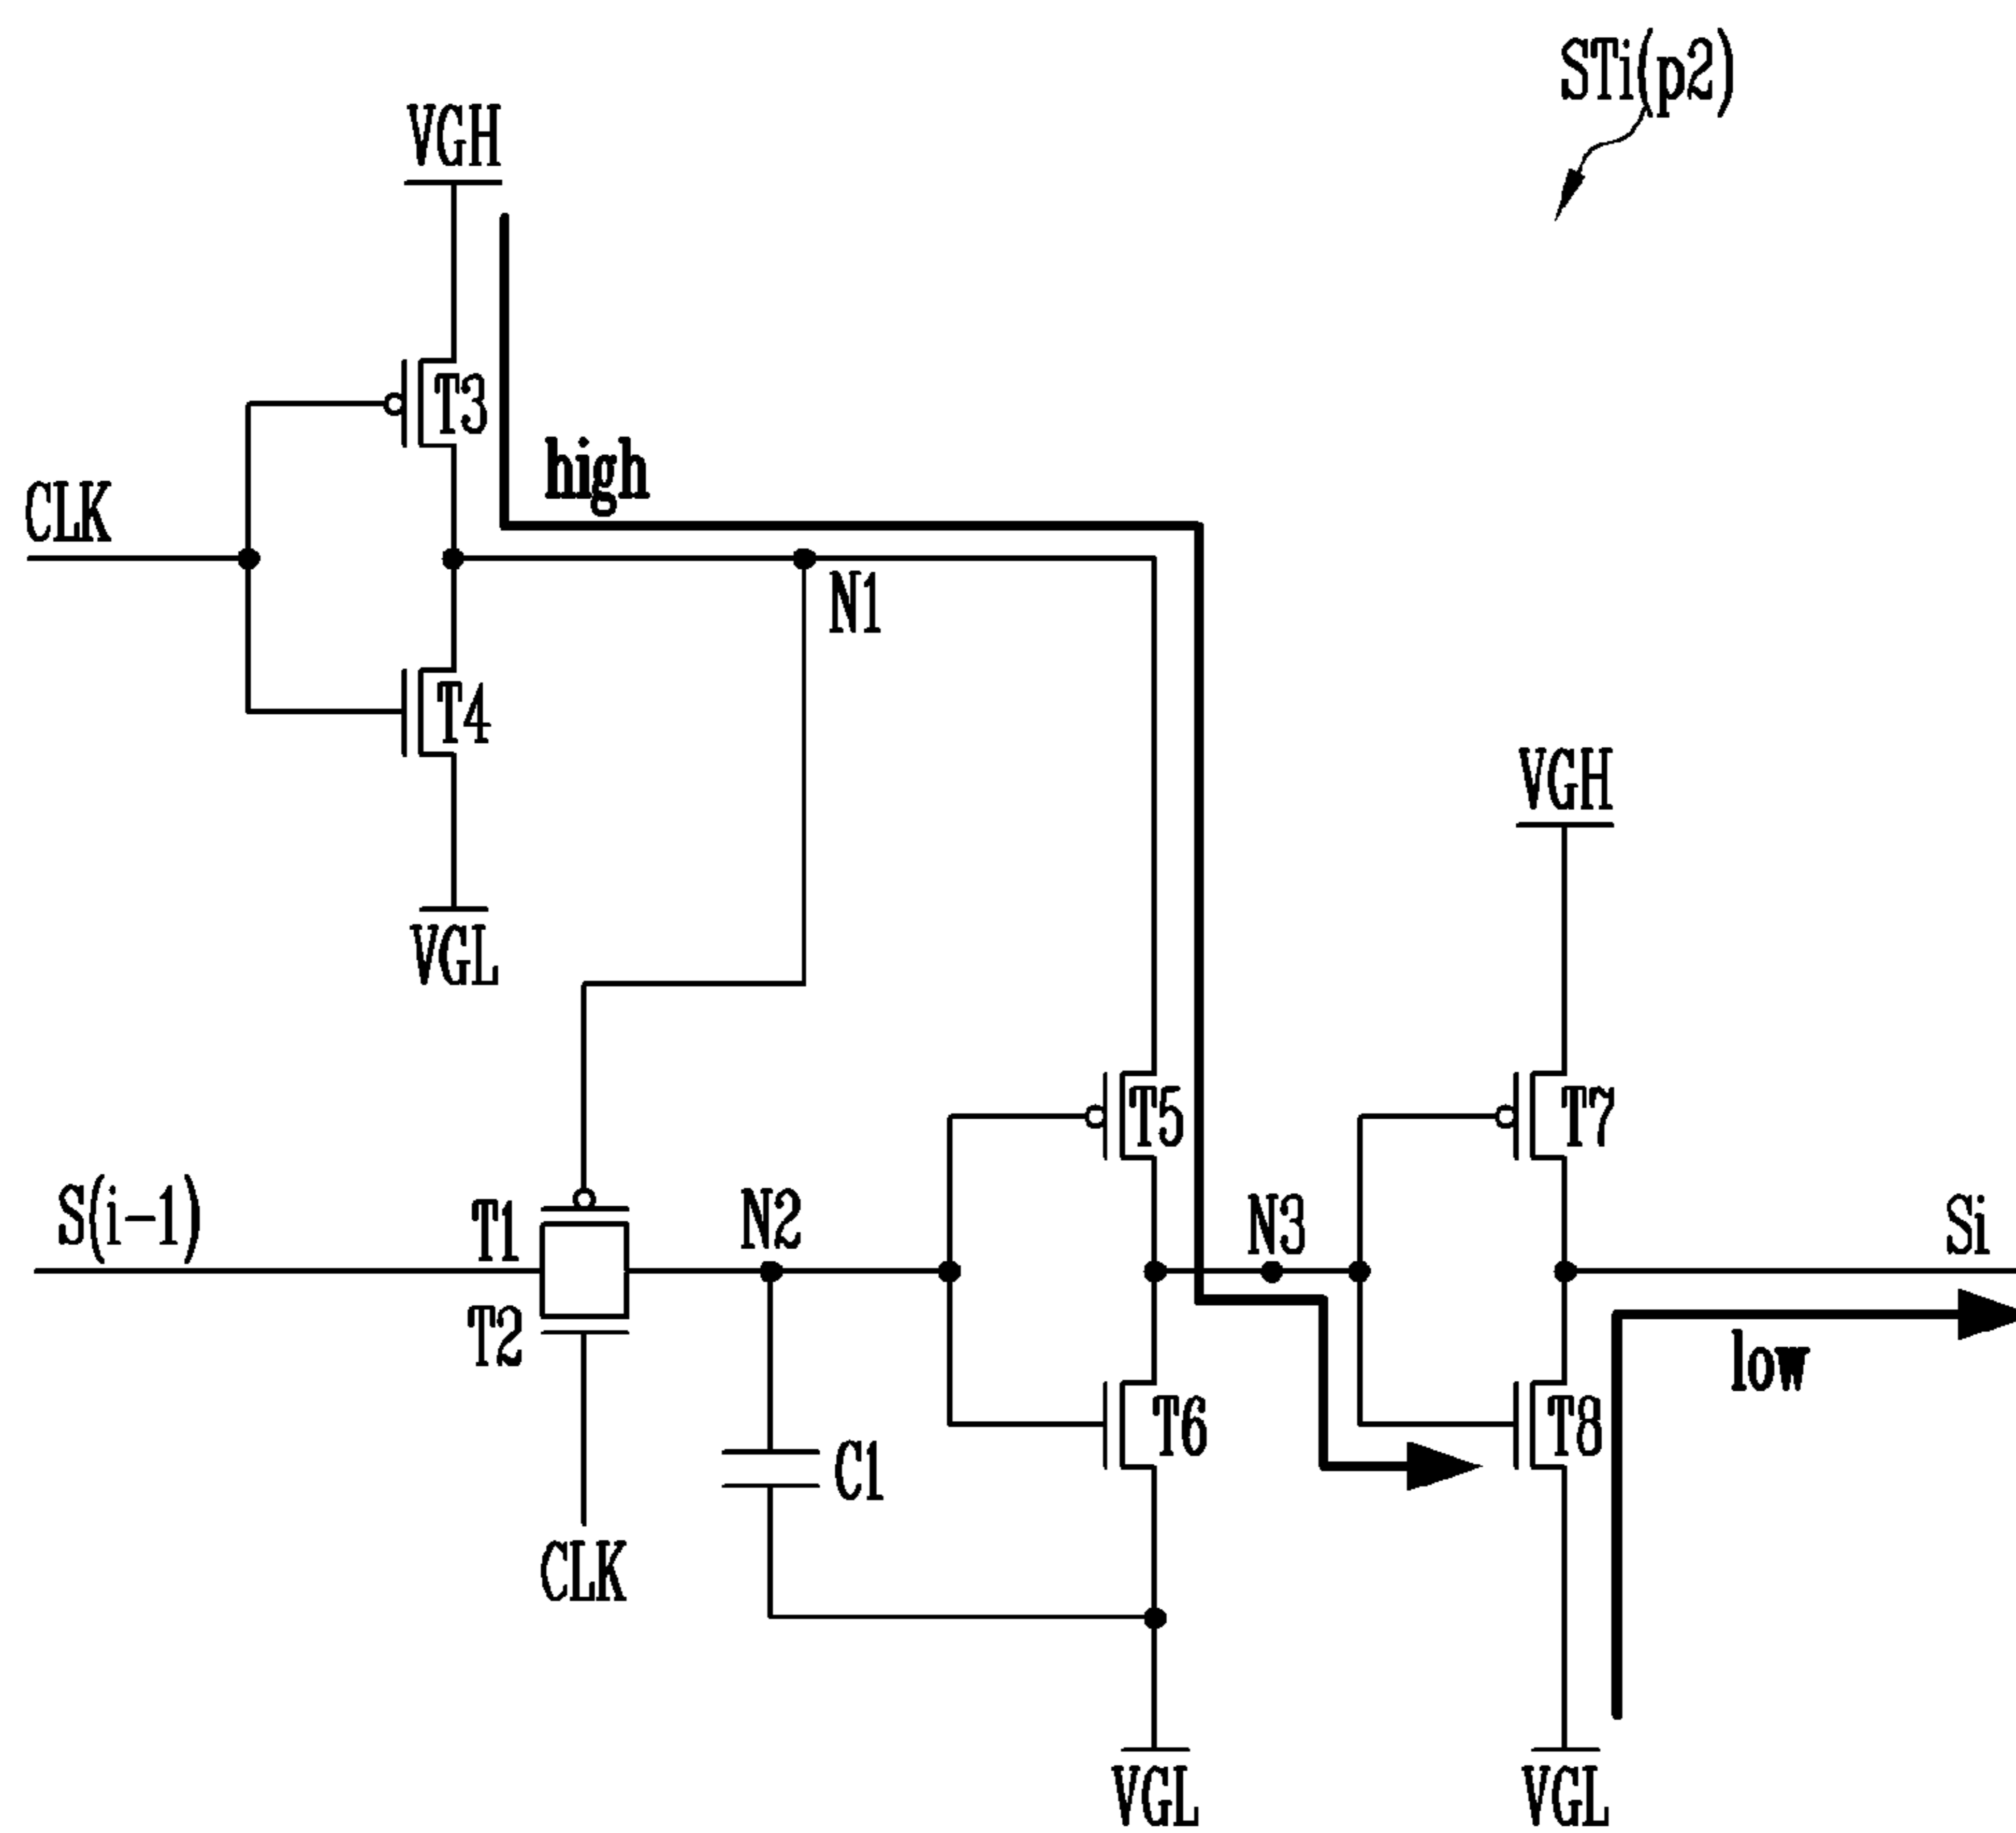 STi(p2)
VGH
T3
high
CLK
N1
T4
VGH
VGL
T5
T7
S(i-1)
T1
N2
N3
Si
T2
low
T6
T8
C1
CLK
VGL
VGL